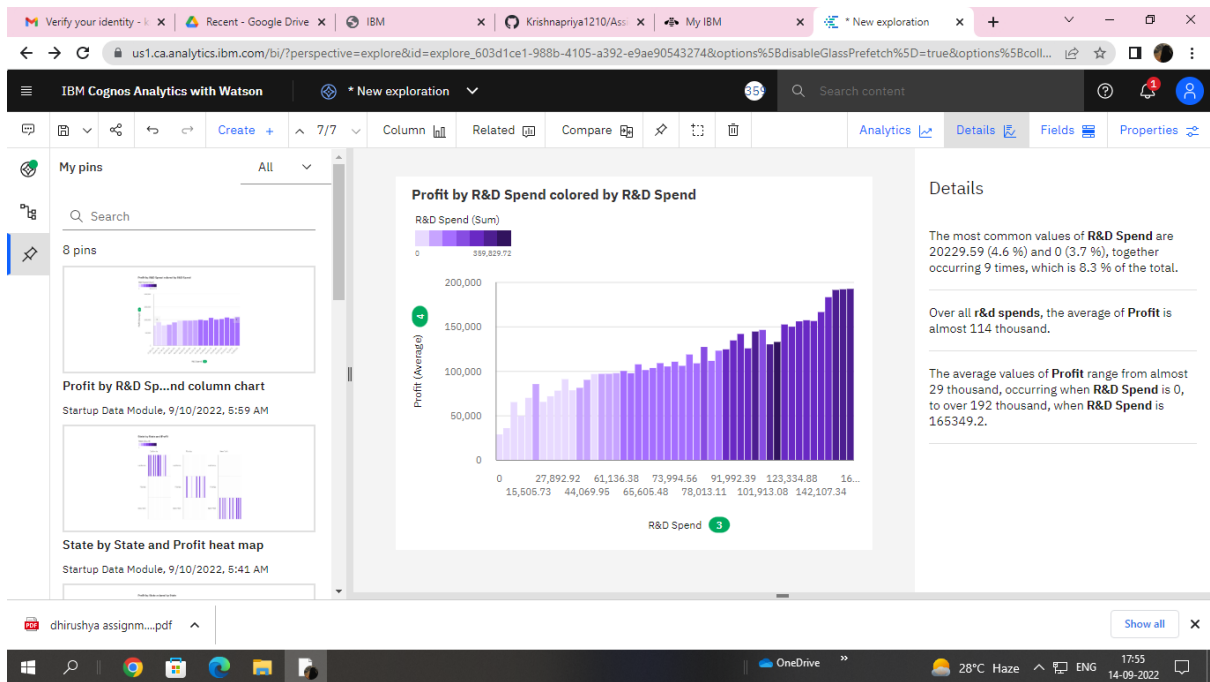 Verify your identity - k
Recent - Google Drive
IBM
Krishnapriya1210/Assi
My IBM
* New exploration
us1.ca.analytics.ibm.com/bi/?perspective=explore&id=explore_603d1ce1-988b-4105-a392-e9ae90543274&options%5BdisableGlassPrefetch%5D=true&options%5Bcoll...
IBM Cognos Analytics with Watson
* New exploration
359
Search content
1
Create +
7/7
Column
Related
Compare
Analytics
Details
Fields
Properties
My pins
All
Search
8 pins
Profit by R&D Sp...nd column chart
Startup Data Module, 9/10/2022, 5:59 AM
State by State and Profit heat map
Startup Data Module, 9/10/2022, 5:41 AM
Profit by R&D Spend colored by R&D Spend
R&D Spend (Sum)
0
389,829.72
200,000
150,000
100,000
50,000
0
Profit (Average)
4
0
27,892.92
61,136.38
73,994.56
91,992.39
123,334.88
16...
15,505.73
44,069.95
65,605.48
78,013.11
101,913.08
142,107.34
R&D Spend 3
Details
The most common values of R&D Spend are
20229.59 (4.6 %) and 0 (3.7 %), together
occurring 9 times, which is 8.3 % of the total.
Over all r&d spends, the average of Profit is
almost 114 thousand.
The average values of Profit range from almost
29 thousand, occurring when R&D Spend is 0,
to over 192 thousand, when R&D Spend is
165349.2.
dhirushya assignm....pdf
Show all
OneDrive
28°C Haze
ENG
17:55
14-09-2022